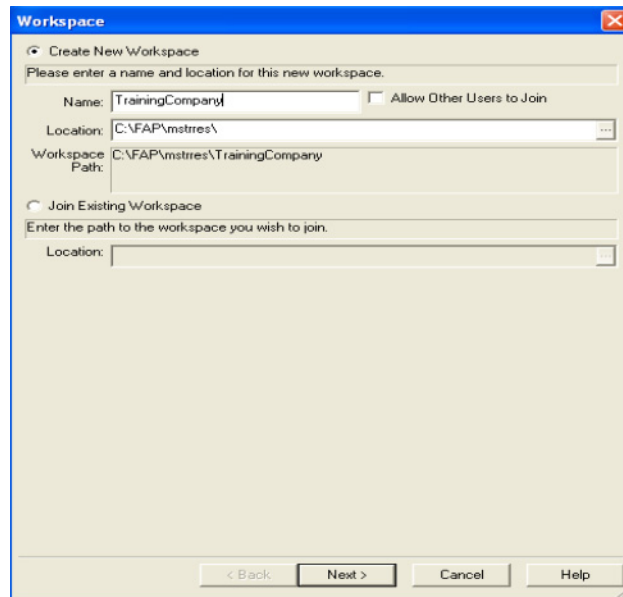 Workspace
Create New Workspace
Please enter a name and location for this new workspace.
Name: TrainingCompany Allow Other Users to Join
Location: C:\FAP\mstrres\ ...
Workspace Path: C:\FAP\mstrres\TrainingCompany
Join Existing Workspace
Enter the path to the workspace you wish to join.
Location: ...
< Back Next > Cancel Help